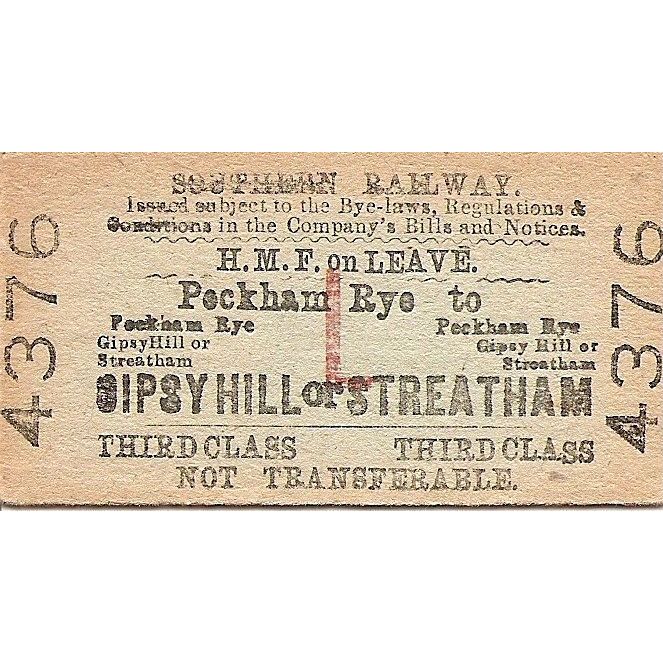 SOUTHERN RAILWAY.
Issued subject to the Bye-laws, Regulations &
Conditions in the Company's Bills and Notices.
H.M.F. on LEAVE.
Peckham Rye to
Peckham Rye
GipsyHill or
Streatham
Peckham Rye
Gipsy Hill or
Streatham
L
GIPSYHILL or STREATHAM
THIRD CLASS
THIRD CLASS
NOT TRANSFERABLE.
4376
4376